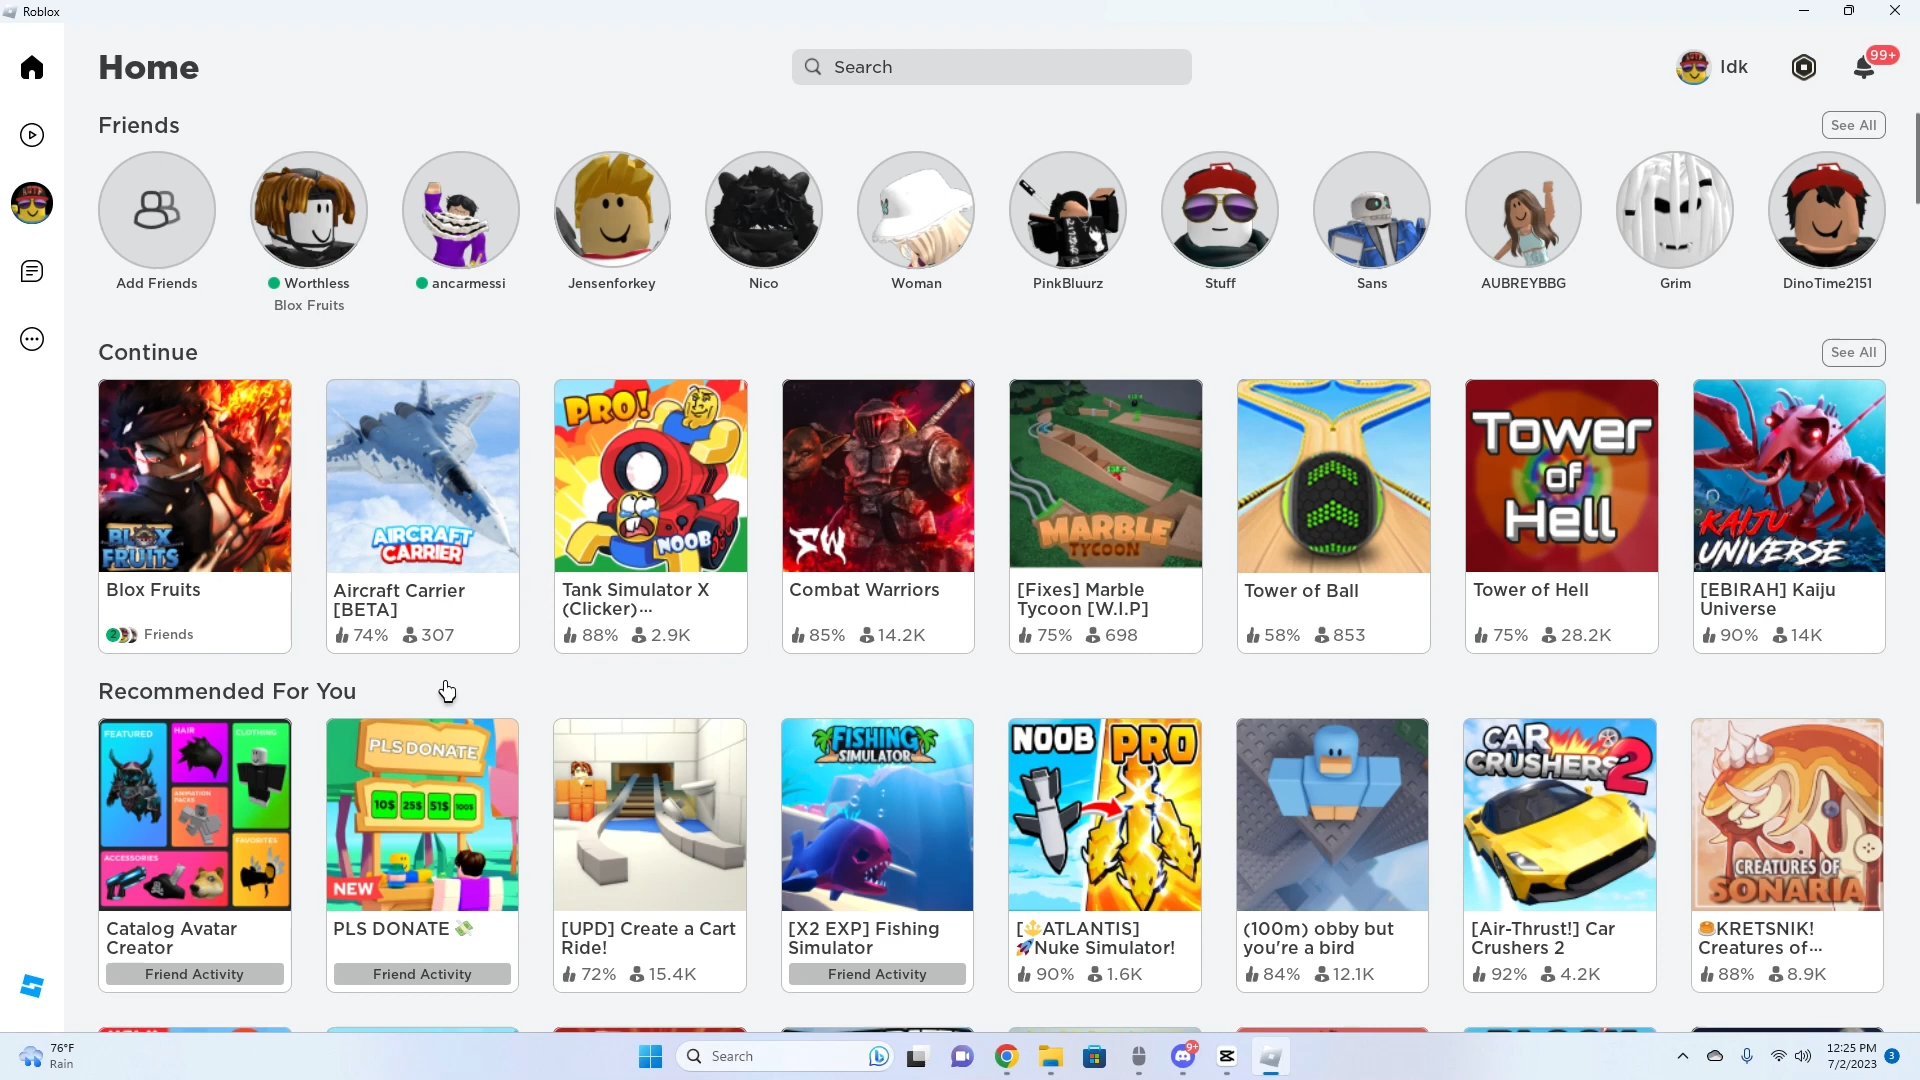 Roblox
Home
Search
Idk
99+
Friends
See All
Add Friends
Worthless
Blox Fruits
ancarmessi
Jensenforkey
Nico
Woman
PinkBluurz
Stuff
Sans
AUBREYBBG
Grim
DinoTime2151
Continue
See All
BLOX
FRUITS
Blox Fruits
2
Friends
AIRCRAFT
CARRIER
Aircraft Carrier
[BETA]
74% 307
PRO!
NOOB
Tank Simulator X
(Clicker)...
88% 2.9K
Combat Warriors
85% 14.2K
MARBLE
TYCOON
[Fixes] Marble
Tycoon [W.I.P]
75% 698
Tower of Ball
58% 853
Tower
of
Hell
Tower of Hell
75% 28.2K
KAIJU
UNIVERSE
[EBIRAH] Kaiju
Universe
90% 14K
Recommended For You
FEATURED
HAIR
CLOTHING
ANIMATION
PACKS
ACCESSORIES
FAVORITES
Catalog Avatar
Creator
Friend Activity
PLS DONATE
10$ 25$ 51$ 100$
NEW
PLS DONATE 💸
Friend Activity
[UPD] Create a Cart
Ride!
72% 15.4K
FISHING
SIMULATOR
[X2 EXP] Fishing
Simulator
Friend Activity
NOOB PRO
[🔱ATLANTIS]
🚀Nuke Simulator!
90% 1.6K
(100m) obby but
you're a bird
84% 12.1K
CAR
CRUSHERS 2
[Air-Thrust!] Car
Crushers 2
92% 4.2K
CREATURES OF
SONARIA
🥞KRETSNIK!
Creatures of...
88% 8.9K
76°F
Rain
Search
9+
12:25 PM
7/2/2023
3